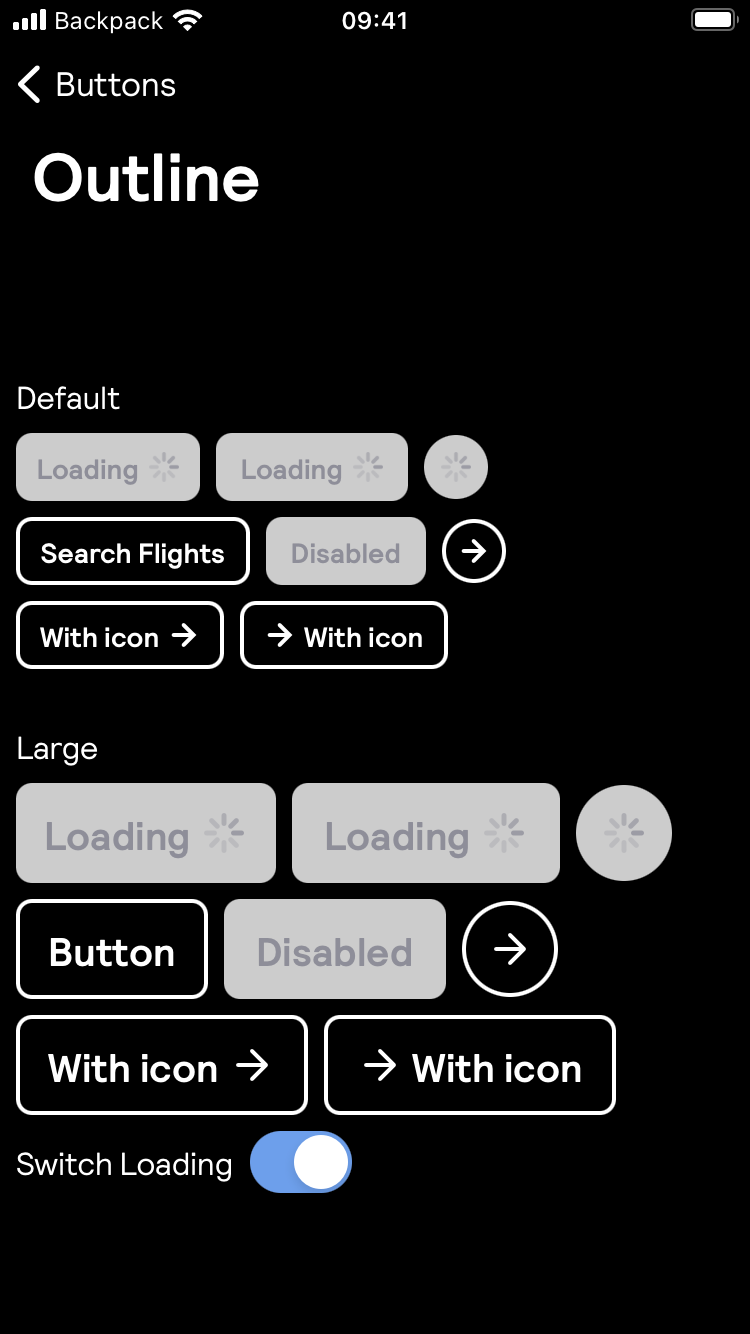 Backpack 09:41
Buttons
Outline
Default
Loading Loading
Search Flights Disabled
With icon With icon
Large
Loading Loading
Button Disabled
With icon With icon
Switch Loading